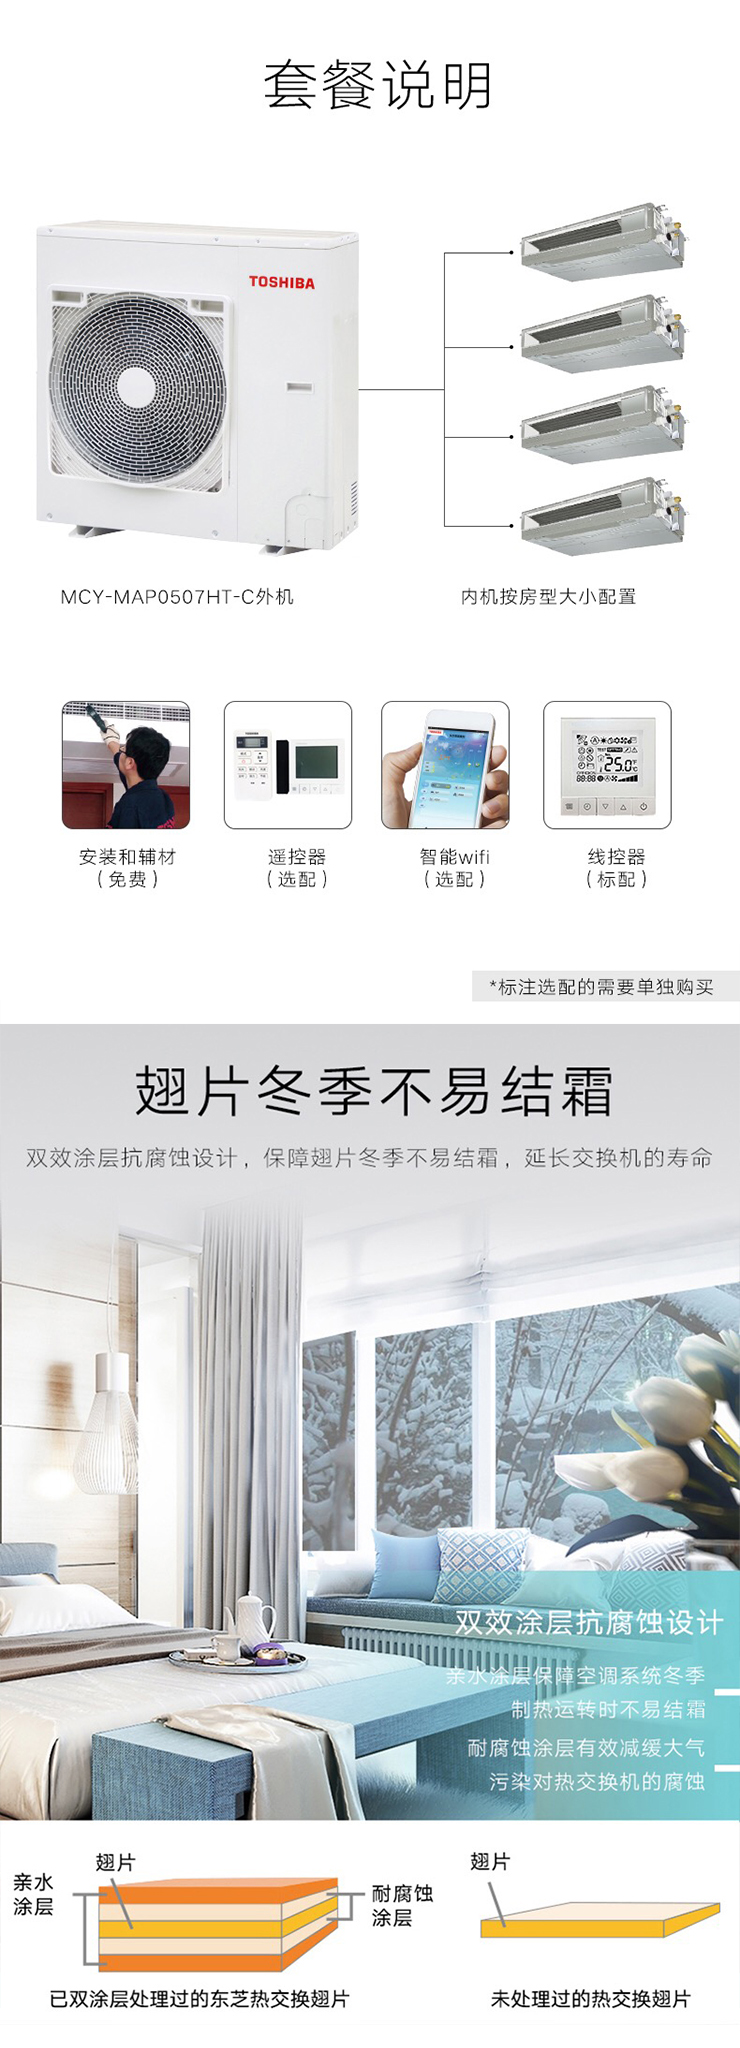 套餐说明
TOSHIBA
MCY-MAP0507HT-C外机
内机按房型大小配置
25.0
安装和辅材
(免费)
遥控器
(选配)
智能wifi
(选配)
线控器
(标配)
*标注选配的需要单独购买
翅片冬季不易结霜
双效涂层抗腐蚀设计，保障翅片冬季不易结霜，延长交换机的寿命
双效涂层抗腐蚀设计
亲水涂层保障空调系统冬季
制热运转时不易结霜
耐腐蚀涂层有效减缓大气
污染对热交换机的腐蚀
翅片
亲水
涂层
耐腐蚀
涂层
已双涂层处理过的东芝热交换翅片
翅片
未处理过的热交换翅片